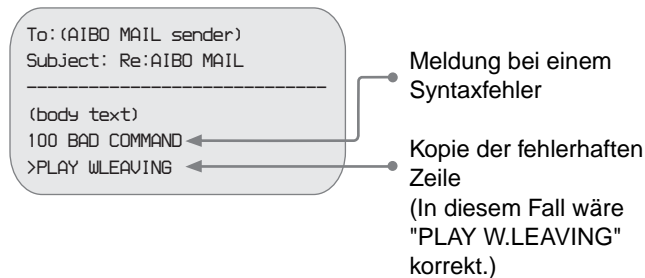 To:(AIBO MAIL sender)
Subject: Re:AIBO MAIL
------------------------------
(body text)
100 BAD COMMAND
>PLAY WLEAVING
Meldung bei einem
Syntaxfehler
Kopie der fehlerhaften
Zeile
(In diesem Fall wäre
"PLAY W.LEAVING"
korrekt.)